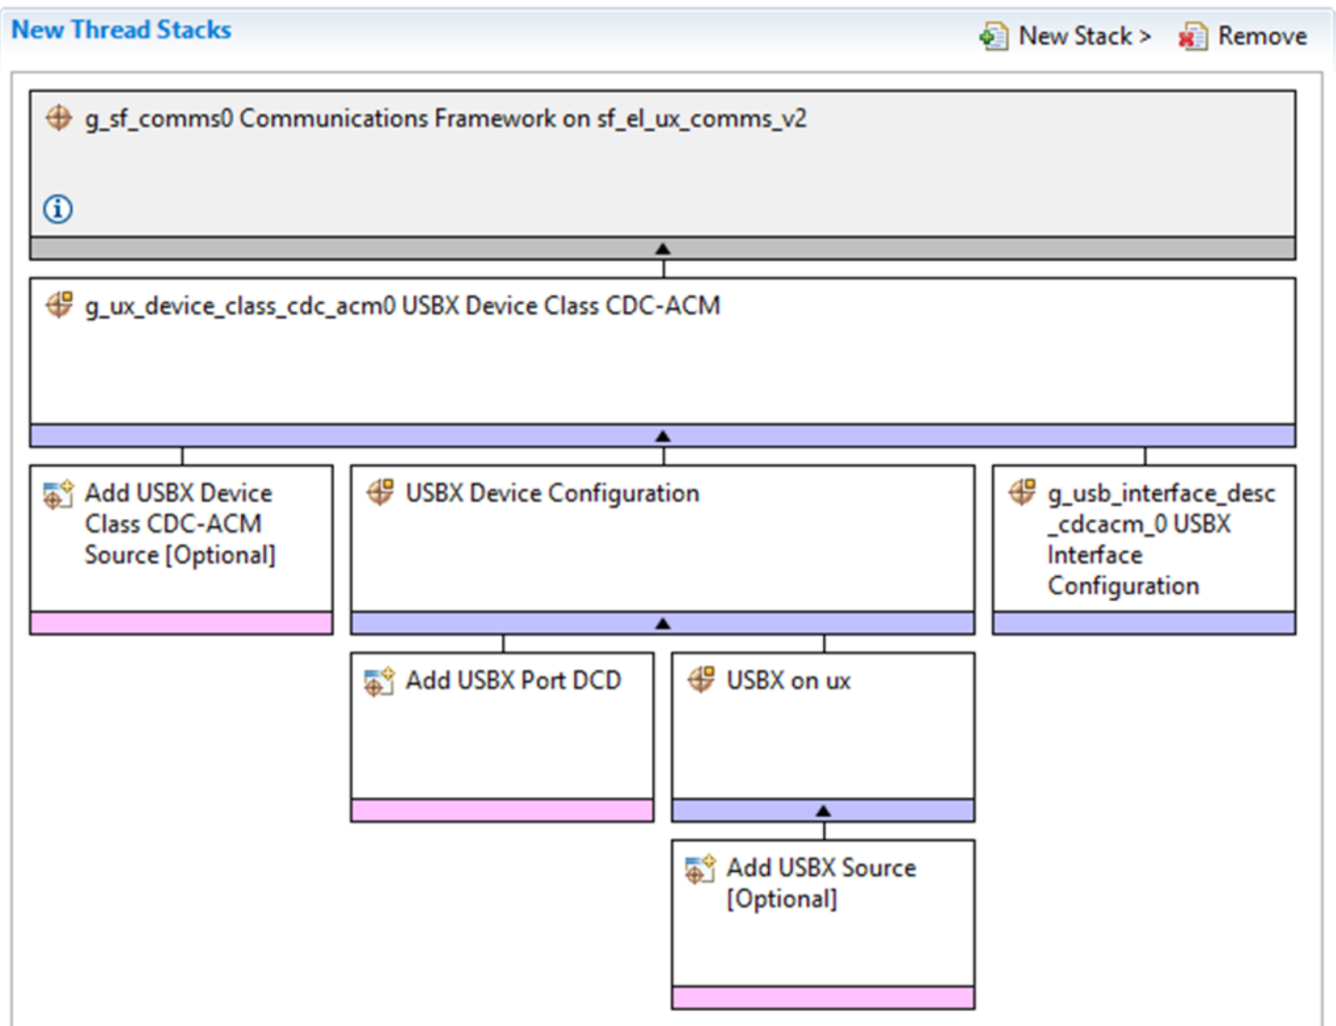 New Thread Stacks
New Stack > Remove
g_sf_comms0 Communications Framework on sf_el_ux_comms_v2
g_ux_device_class_cdc_acm0 USBX Device Class CDC-ACM
Add USBX Device
Class CDC-ACM
Source [Optional]
USBX Device Configuration
g_usb_interface_desc
_cdcacm_0 USBX
Interface
Configuration
Add USBX Port DCD
USBX on ux
Add USBX Source
[Optional]